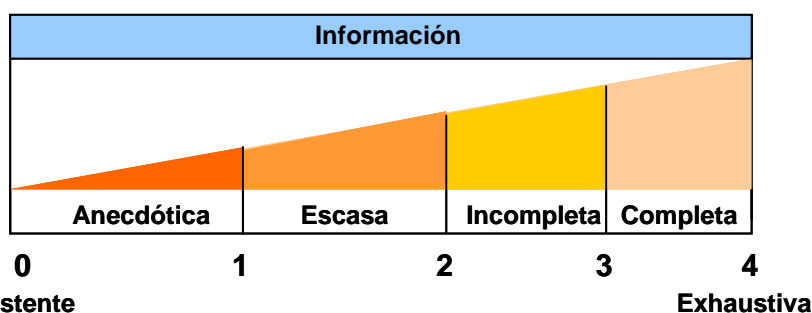 Información
Anecdótica Escasa Incompleta Completa
0 1 2 3 4
stente Exhaustiva